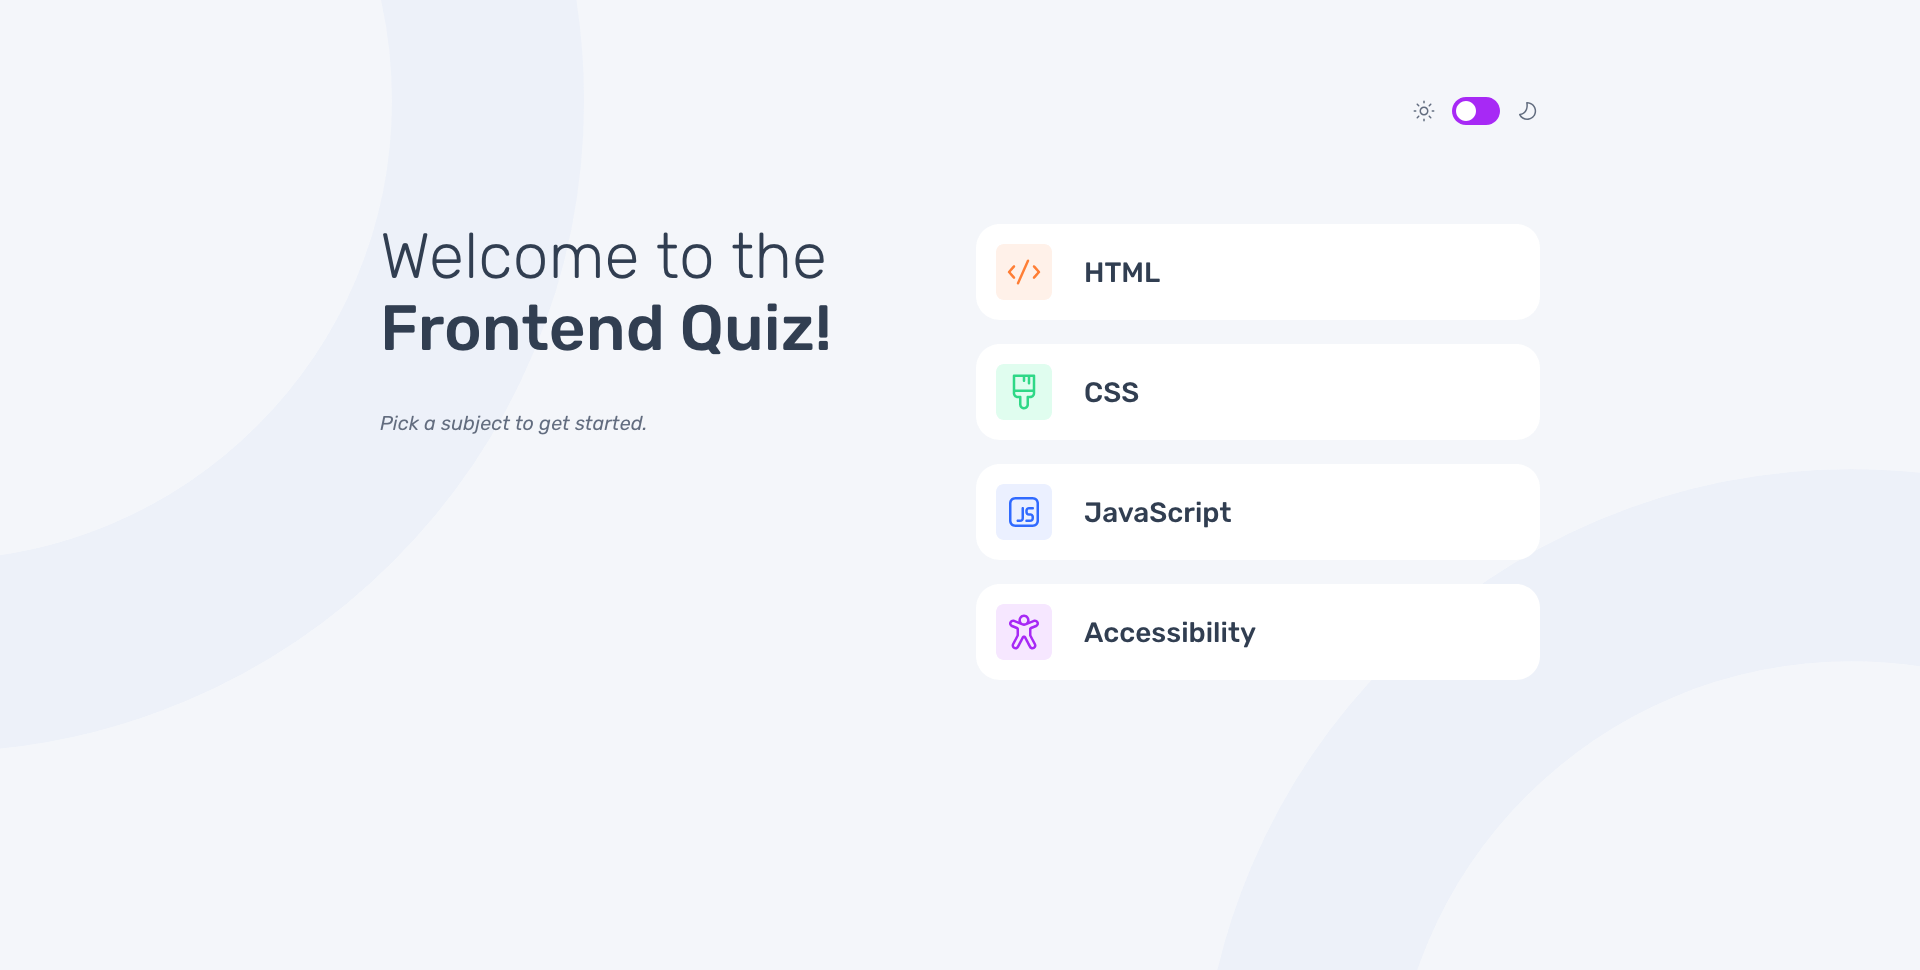 Welcome to the
Frontend Quiz!
Pick a subject to get started.
HTML
CSS
JS
JavaScript
Accessibility